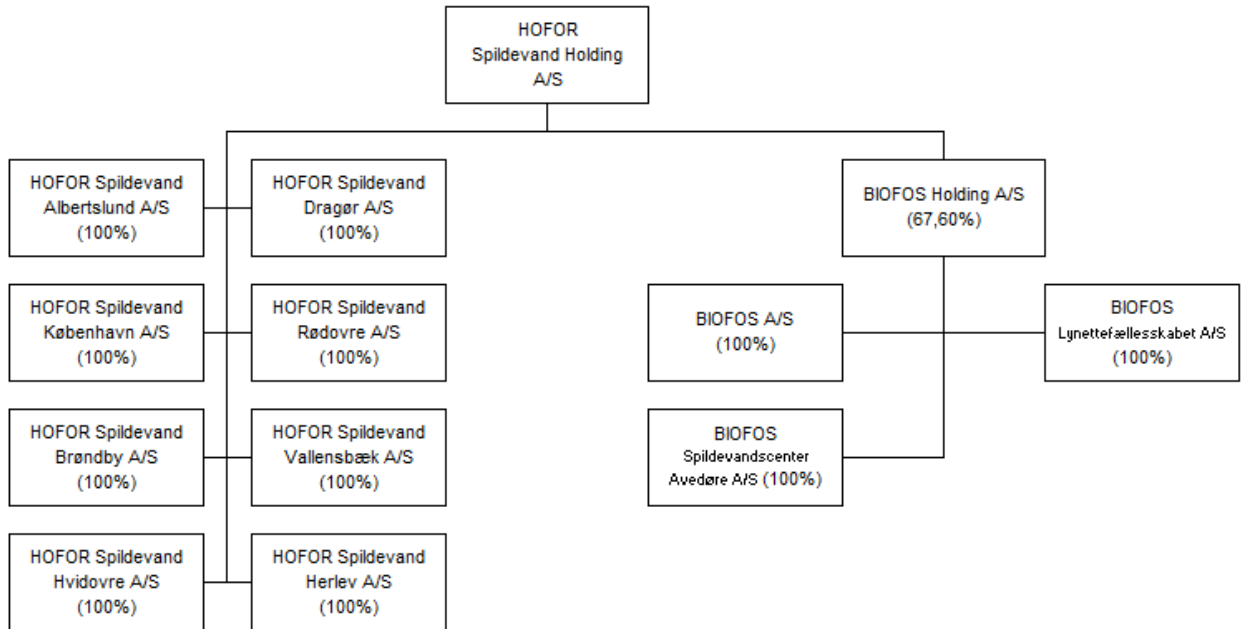 HOFOR
Spildevand Holding
A/S
HOFOR Spildevand
Albertslund A/S
(100%)
HOFOR Spildevand
Dragør A/S
(100%)
BIOFOS Holding A/S
(67,60%)
HOFOR Spildevand
København A/S
(100%)
HOFOR Spildevand
Rødovre A/S
(100%)
BIOFOS A/S
(100%)
BIOFOS
Lynettefællesskabet A/S
(100%)
HOFOR Spildevand
Brøndby A/S
(100%)
HOFOR Spildevand
Vallensbæk A/S
(100%)
BIOFOS
Spildevandscenter
Avedøre A/S (100%)
HOFOR Spildevand
Hvidovre A/S
(100%)
HOFOR Spildevand
Herlev A/S
(100%)